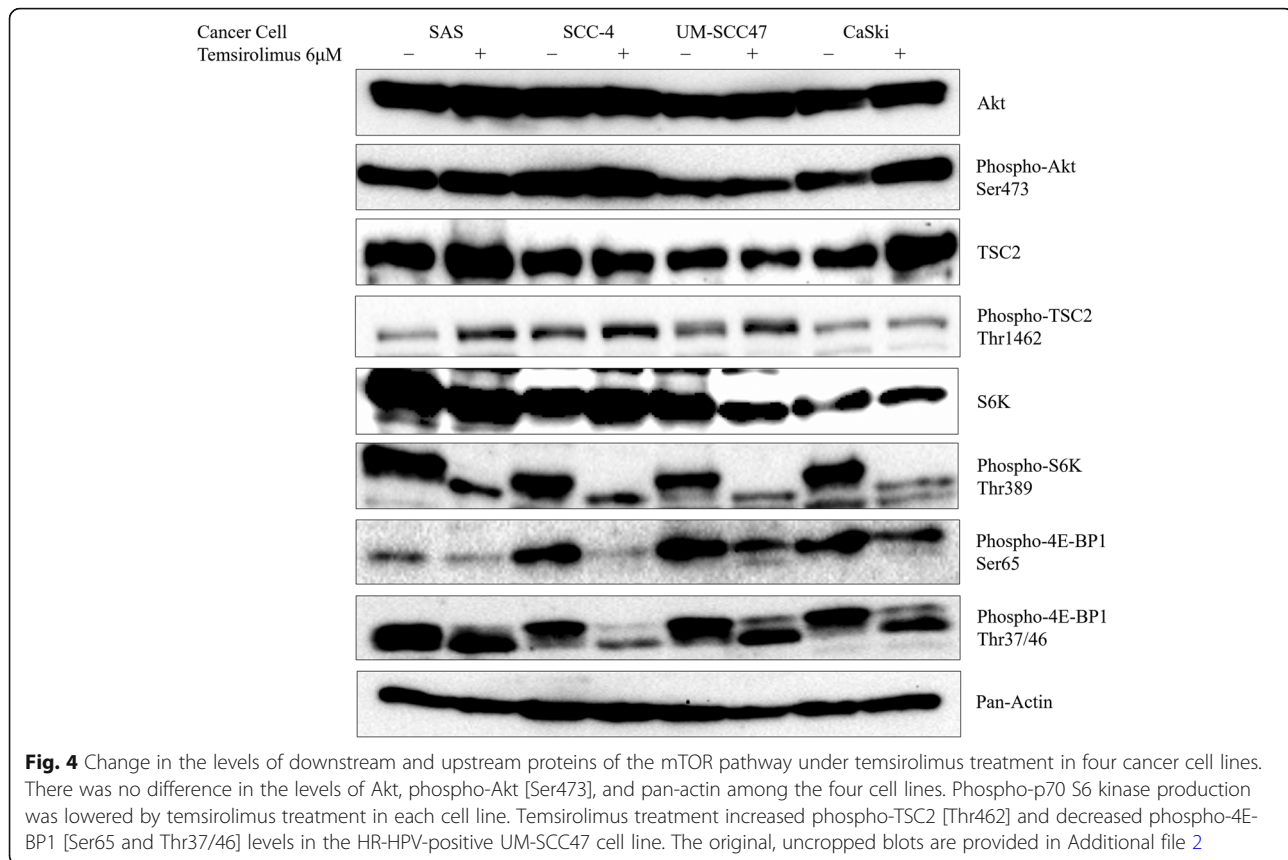 Cancer Cell SAS SCC-4 UM-SCC47 CaSki
Temsirolimus 6μM – + – + – + – +
Akt
Phospho-Akt
Ser473
TSC2
Phospho-TSC2
Thr1462
S6K
Phospho-S6K
Thr389
Phospho-4E-BP1
Ser65
Phospho-4E-BP1
Thr37/46
Pan-Actin
Fig. 4 Change in the levels of downstream and upstream proteins of the mTOR pathway under temsirolimus treatment in four cancer cell lines.
There was no difference in the levels of Akt, phospho-Akt [Ser473], and pan-actin among the four cell lines. Phospho-p70 S6 kinase production
was lowered by temsirolimus treatment in each cell line. Temsirolimus treatment increased phospho-TSC2 [Thr462] and decreased phospho-4E-
BP1 [Ser65 and Thr37/46] levels in the HR-HPV-positive UM-SCC47 cell line. The original, uncropped blots are provided in Additional file 2